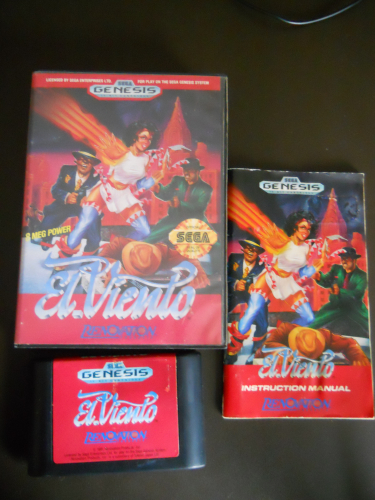 LICENSED BY SEGA ENTERPRISES LTD. FOR PLAY ON THE SEGA GENESIS SYSTEM
SEGA
GENESIS
8 MEG POWER
SEGA
El.Viento
RENOVATION
SEGA
GENESIS
El.Viento
INSTRUCTION MANUAL
RENOVATION
GENESIS
El.Viento
RENOVATION